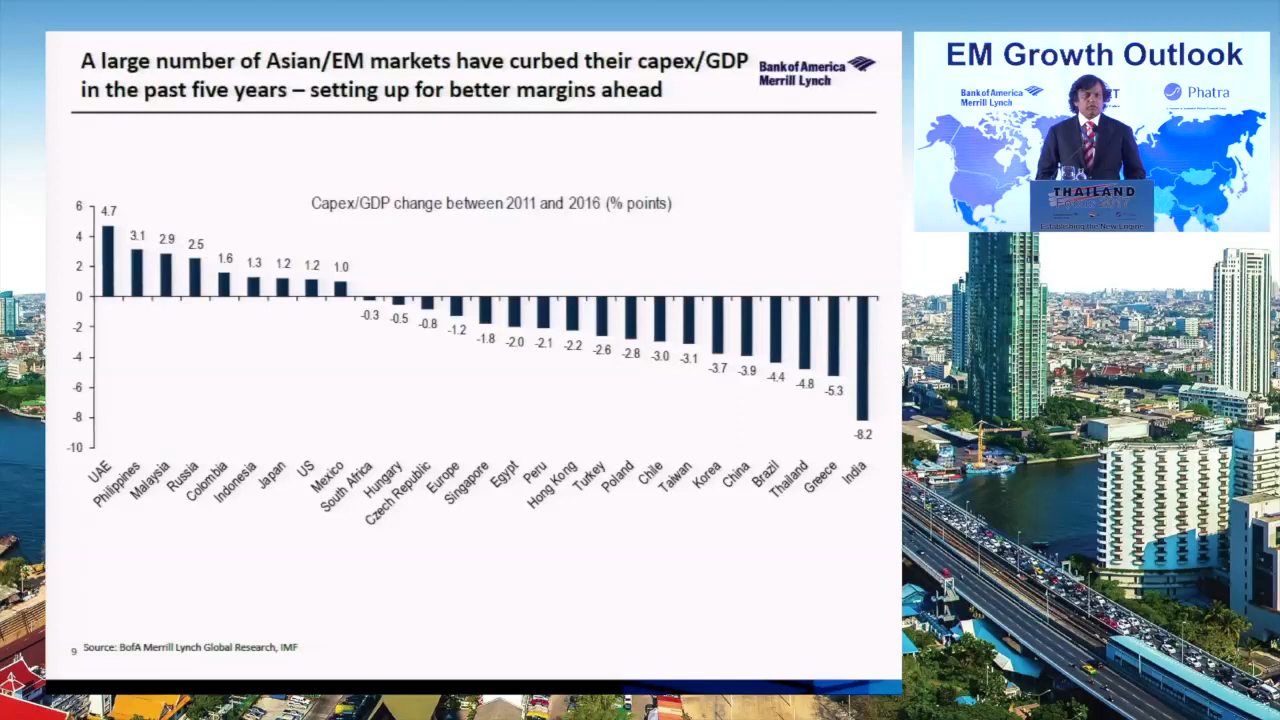 A large number of Asian/EM markets have curbed their capex/GDP
in the past five years – setting up for better margins ahead
Bank of America
Merrill Lynch
Capex/GDP change between 2011 and 2016 (% points)
6
4
2
0
-2
-4
-6
-8
-10
4.7
3.1
2.9
2.5
1.6
1.3
1.2
1.2
1.0
-0.3
-0.5
-0.8
-1.2
-1.8
-2.0
-2.1
-2.2
-2.6
-2.8
-3.0
-3.1
-3.7
-3.9
-4.4
-4.8
-5.3
-8.2
UAE
Philippines
Malaysia
Russia
Colombia
Indonesia
Japan
US
Mexico
South Africa
Hungary
Czech Republic
Europe
Singapore
Egypt
Peru
Hong Kong
Turkey
Poland
Chile
Taiwan
Korea
China
Brazil
Thailand
Greece
India
9
Source: BofA Merrill Lynch Global Research, IMF
EM Growth Outlook
Bank of America
Merrill Lynch
Phatra
THAILAND
Focus 2017
Establishing the New